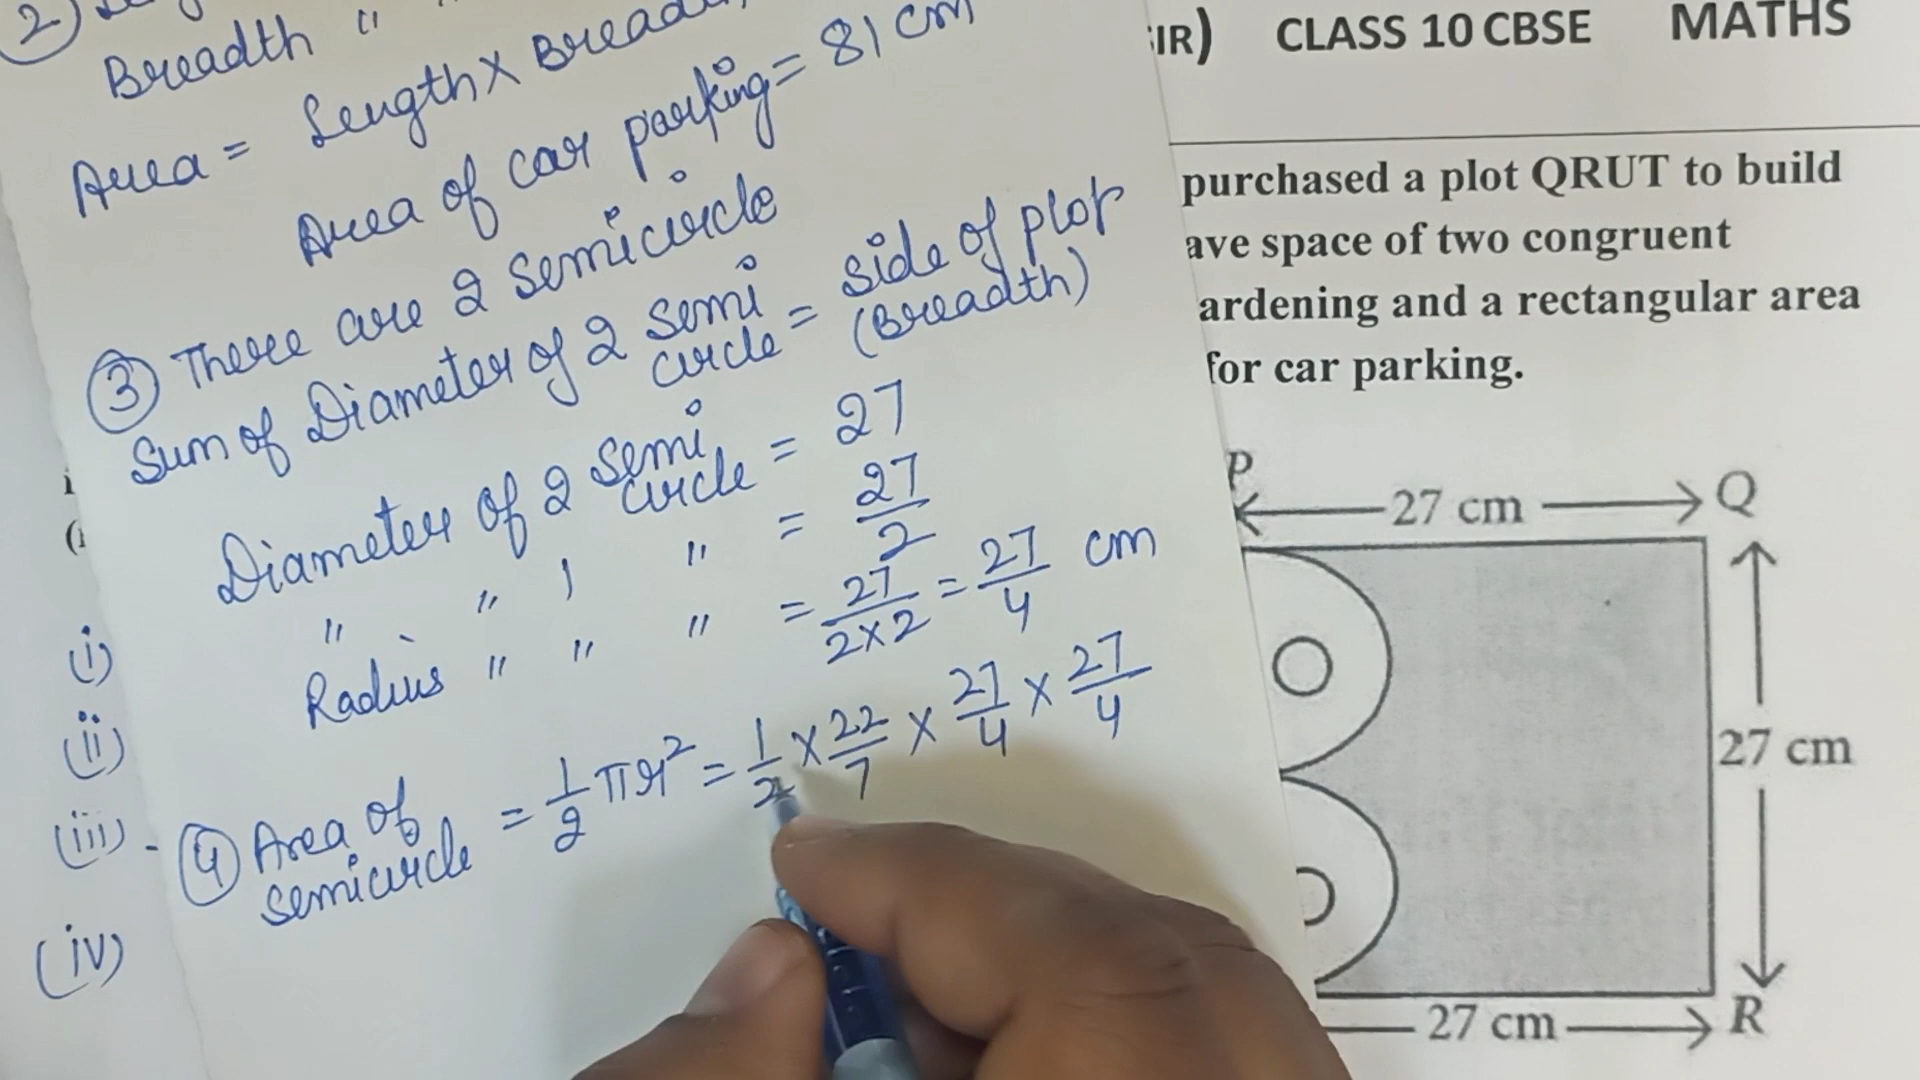 2)
Breadth "
Area = Length x Bread
Area of car parking = 81 cm
(3) There are 2 semicircle
Sum of Diameter of 2 semi circle = side of plot
(Breadth)
Diameter of 2 semi circle = 27
" " 1 " = 27/2
Radius " " " = 27/2x2 = 27/4 cm
(4) Area of semicircle = 1/2 πr² = 1/2 x 22/7 x 27/4 x 27/4
(i)
(ii)
(iii) -
(iv)
IR) CLASS 10 CBSE MATHS
purchased a plot QRUT to build
ave space of two congruent
ardening and a rectangular area
for car parking.
P
27 cm
Q
27 cm
27 cm
R